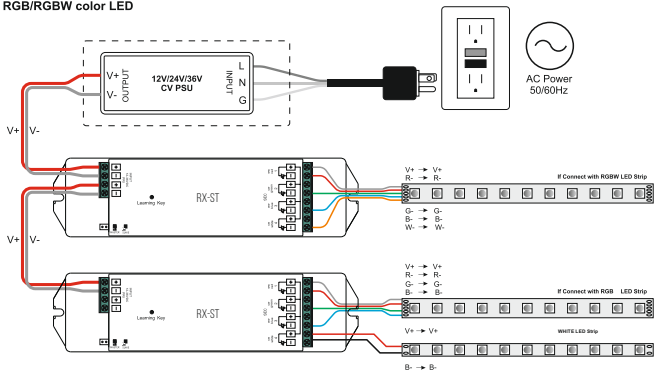 RGB/RGBW color LED
V+
V-
OUTPUT
12V/24V/36V
CV PSU
INPUT
L
N
G
AC Power
50/60Hz
V+
V-
RX-ST
Learning Key
V+ → V+
R- → R-
If Connect with RGBW LED Strip
G- → G-
B- → B-
W- → W-
V+
V-
RX-ST
Learning Key
V+ → V+
R- → R-
G- → G-
B- → B-
If Connect with RGB LED Strip
V+ → V+
WHITE LED Strip
B- → B-